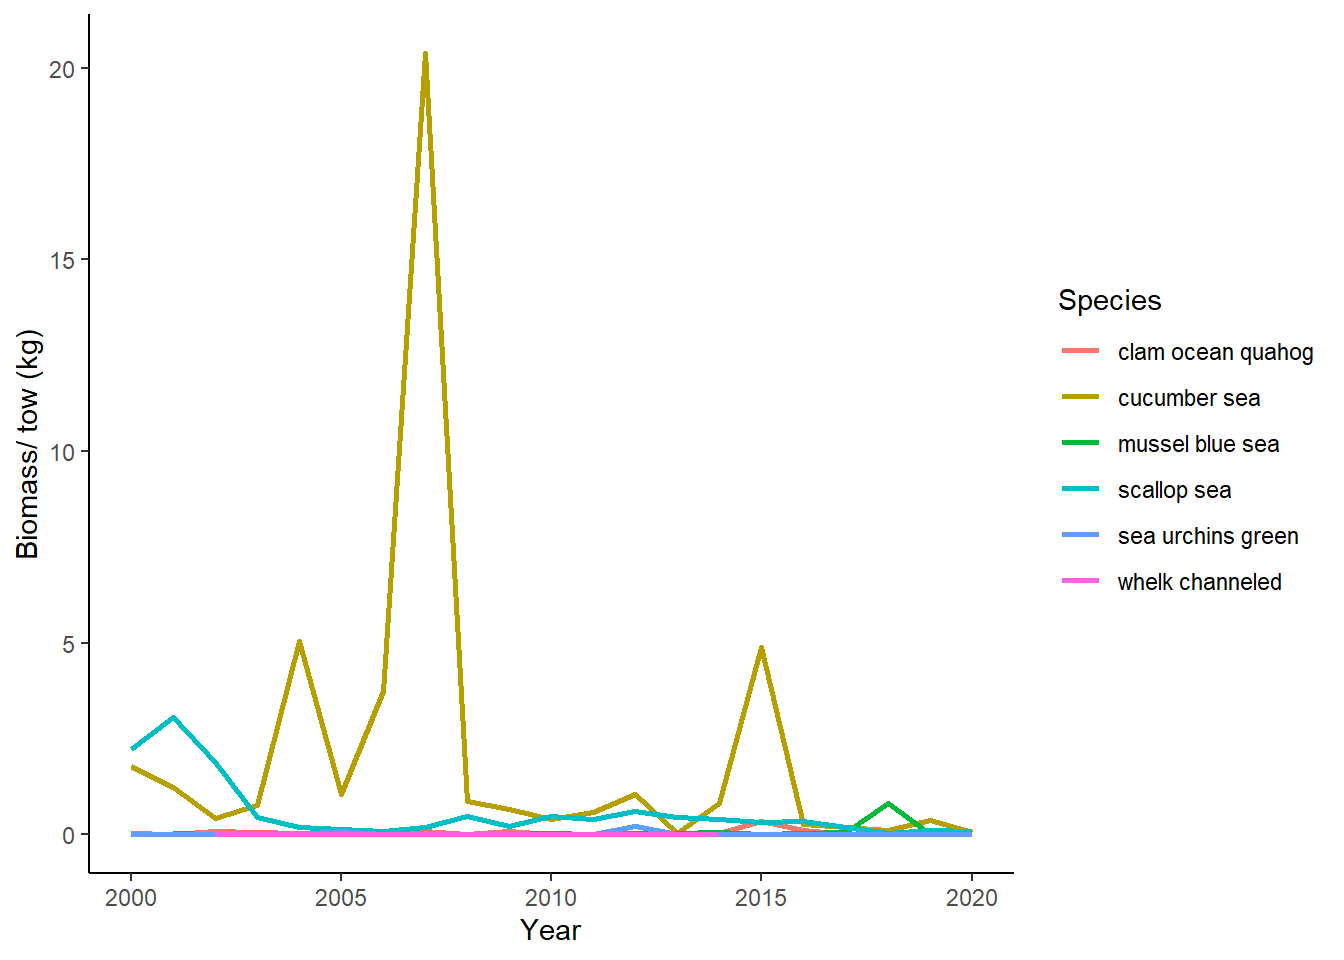 20
15
10
5
0
Biomass/ tow (kg)
2000
2005
2010
2015
2020
Year
Species
clam ocean quahog
cucumber sea
mussel blue sea
scallop sea
sea urchins green
whelk channeled